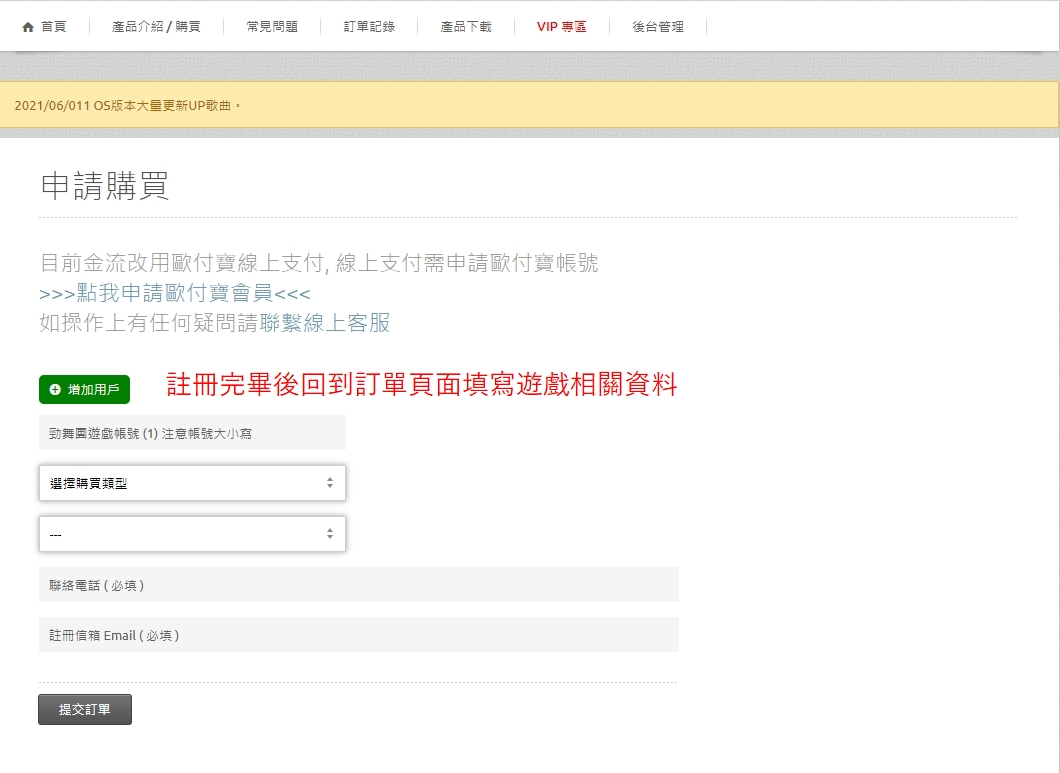 首頁
產品介紹 / 購買
常見問題
訂單記錄
產品下載
VIP 專區
後台管理
2021/06/011 OS版本大量更新UP歌曲。
申請購買
目前金流改用歐付寶線上支付, 線上支付需申請歐付寶帳號
>>>點我申請歐付寶會員<<<
如操作上有任何疑問請聯繫線上客服
增加用戶
註冊完畢後回到訂單頁面填寫遊戲相關資料
勁舞團遊戲帳號 (1) 注意帳號大小寫
選擇購買類型
---
聯絡電話 ( 必填 )
註冊信箱 Email ( 必填 )
提交訂單